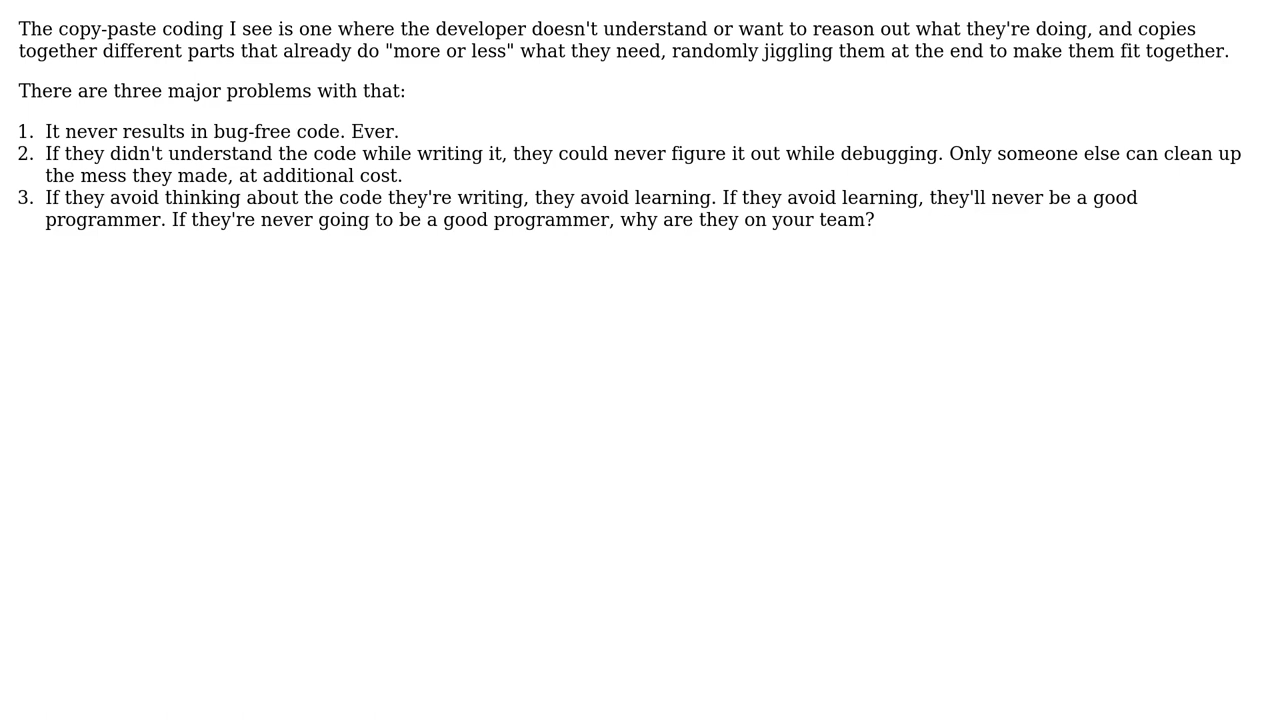 The copy-paste coding I see is one where the developer doesn't understand or want to reason out what they're doing, and copies
together different parts that already do "more or less" what they need, randomly jiggling them at the end to make them fit together.
There are three major problems with that:
1. It never results in bug-free code. Ever.
2. If they didn't understand the code while writing it, they could never figure it out while debugging. Only someone else can clean up
the mess they made, at additional cost.
3. If they avoid thinking about the code they're writing, they avoid learning. If they avoid learning, they'll never be a good
programmer. If they're never going to be a good programmer, why are they on your team?